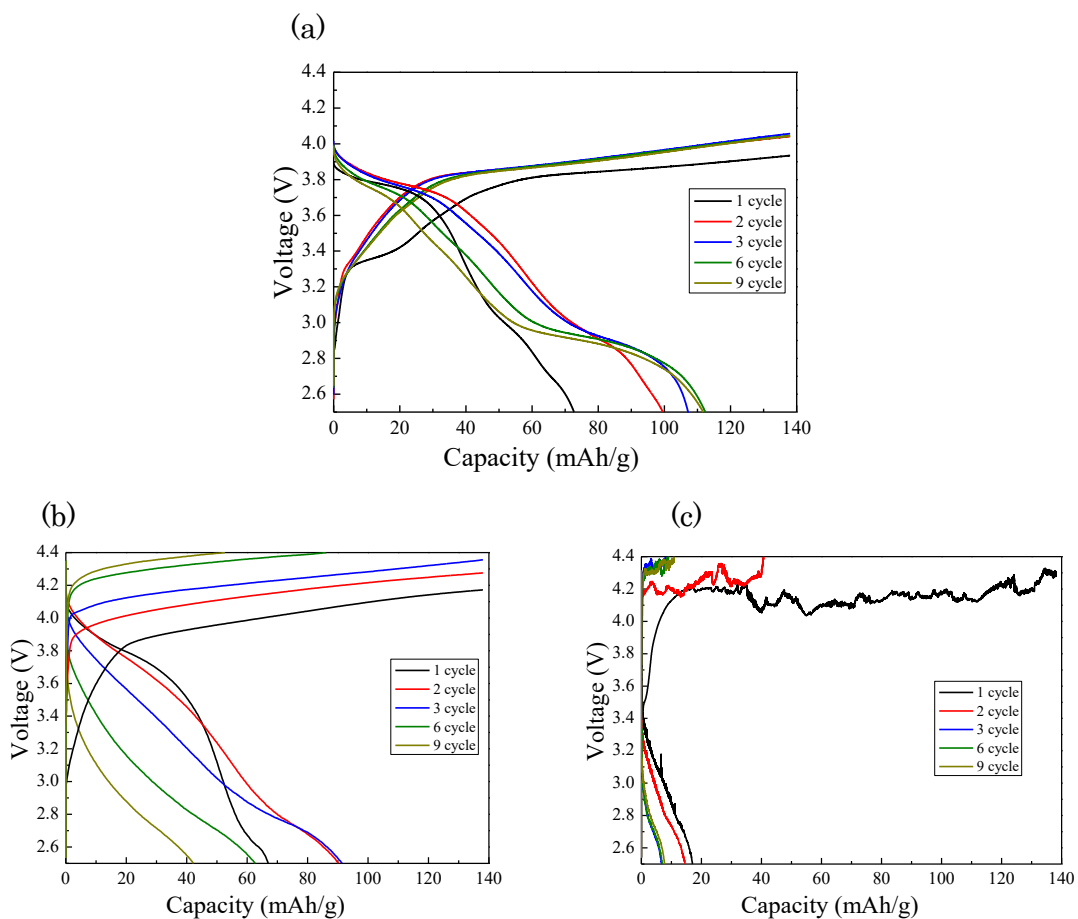 (a)
4.4
4.2
4.0
3.8
3.6
3.4
3.2
3.0
2.8
2.6
Voltage (V)
1 cycle
2 cycle
3 cycle
6 cycle
9 cycle
0 20 40 60 80 100 120 140
Capacity (mAh/g)
(b)
4.4
4.2
4.0
3.8
3.6
3.4
3.2
3.0
2.8
2.6
Voltage (V)
1 cycle
2 cycle
3 cycle
6 cycle
9 cycle
0 20 40 60 80 100 120 140
Capacity (mAh/g)
(c)
4.4
4.2
4.0
3.8
3.6
3.4
3.2
3.0
2.8
2.6
Voltage (V)
1 cycle
2 cycle
3 cycle
6 cycle
9 cycle
0 20 40 60 80 100 120 140
Capacity (mAh/g)